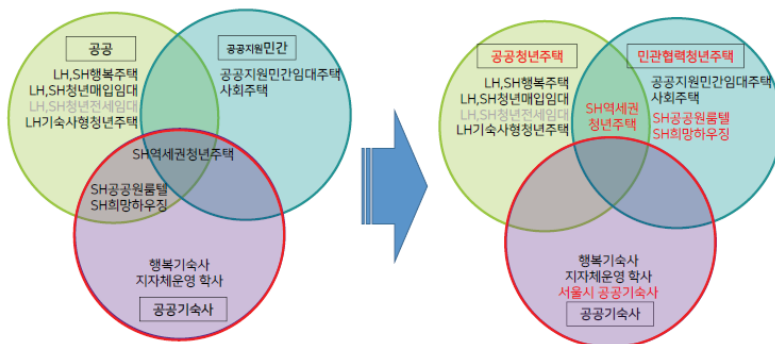 공공
LH,SH행복주택
LH,SH청년매입임대
LH,SH청년전세임대
LH기숙사형청년주택
공공지원민간
공공지원민간임대주택
사회주택
SH역세권청년주택
SH공공원룸텔
SH희망하우징
행복기숙사
지자체운영 학사
공공기숙사
공공청년주택
LH,SH행복주택
LH,SH청년매입임대
LH,SH청년전세임대
LH기숙사형청년주택
SH역세권
청년주택
민관협력청년주택
공공지원민간임대주택
사회주택
SH공공원룸텔
SH희망하우징
행복기숙사
지자체운영 학사
서울시 공공기숙사
공공기숙사